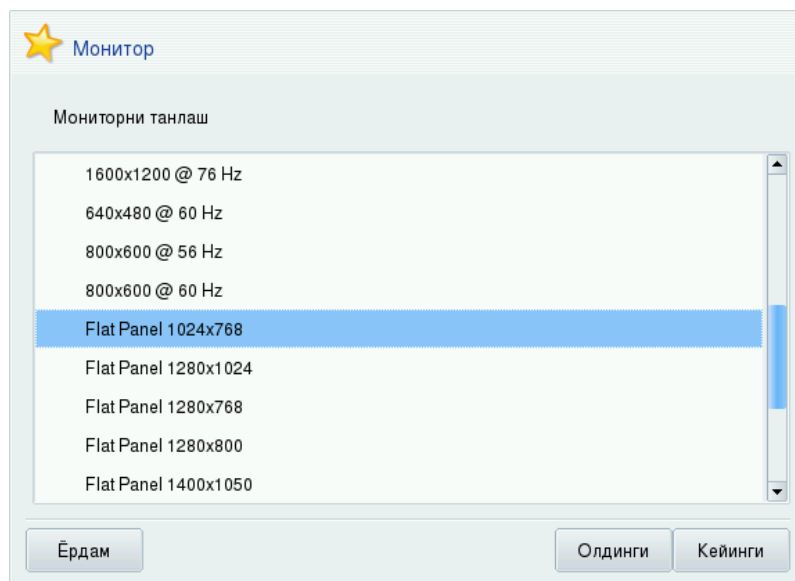 Монитор
Мониторни танлаш
1600x1200 @ 76 Hz
640x480 @ 60 Hz
800x600 @ 56 Hz
800x600 @ 60 Hz
Flat Panel 1024x768
Flat Panel 1280x1024
Flat Panel 1280x768
Flat Panel 1280x800
Flat Panel 1400x1050
Ёрдам Олдинги Кейинги